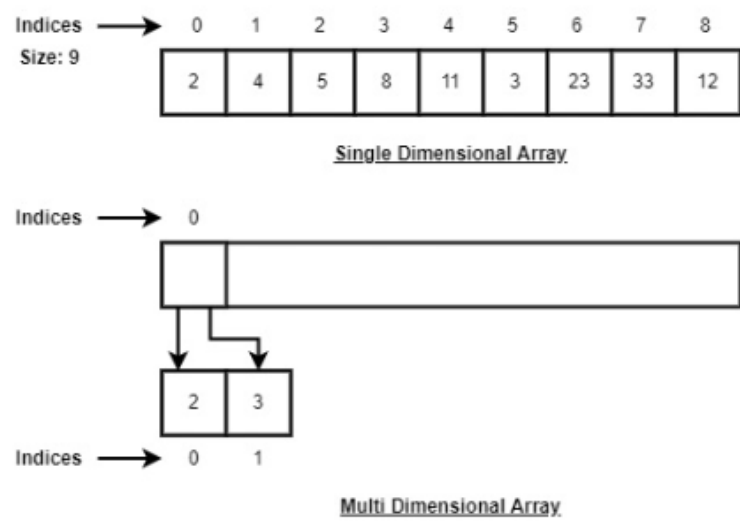 Indices 0 1 2 3 4 5 6 7 8
Size: 9
2 4 5 8 11 3 23 33 12
Single Dimensional Array
Indices 0
2 3
Indices 0 1
Multi Dimensional Array